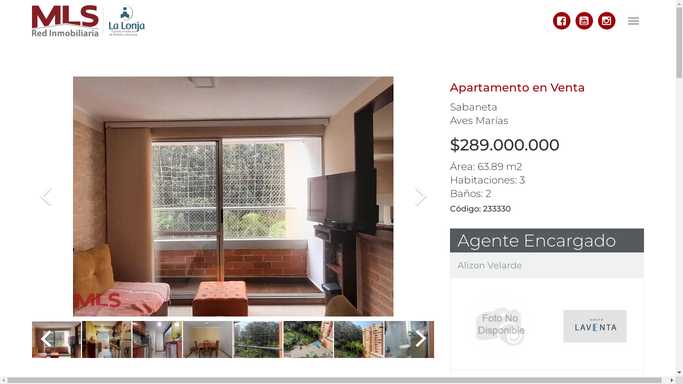 MLS
Red Inmobiliaria
La Lonja
Apartamento en Venta
Sabaneta
Aves Marías
$289.000.000
Área: 63.89 m2
Habitaciones: 3
Baños: 2
Código: 233330
Agente Encargado
Alizon Velarde
MLS
Foto No
Disponible
LAVENTA